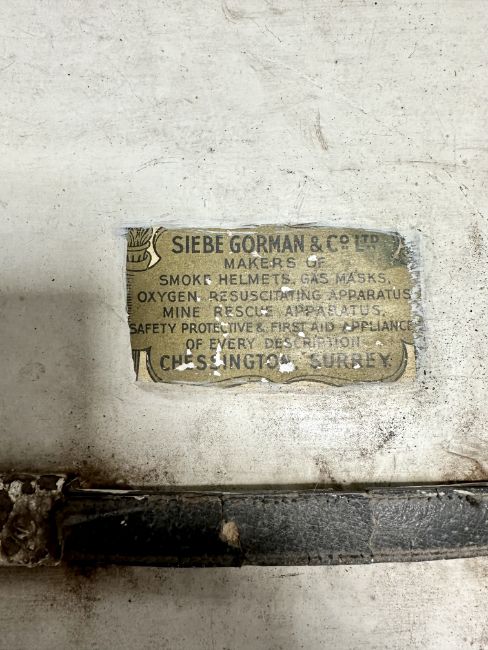 SIEBE GORMAN & CO LTD
MAKERS OF
SMOKE HELMETS, GAS MASKS,
OXYGEN, RESUSCITATING APPARATUS
MINE RESCUE APPARATUS,
SAFETY PROTECTIVE & FIRST AID APPLIANCE
OF EVERY DESCRIPTION
CHESSINGTON, SURREY.